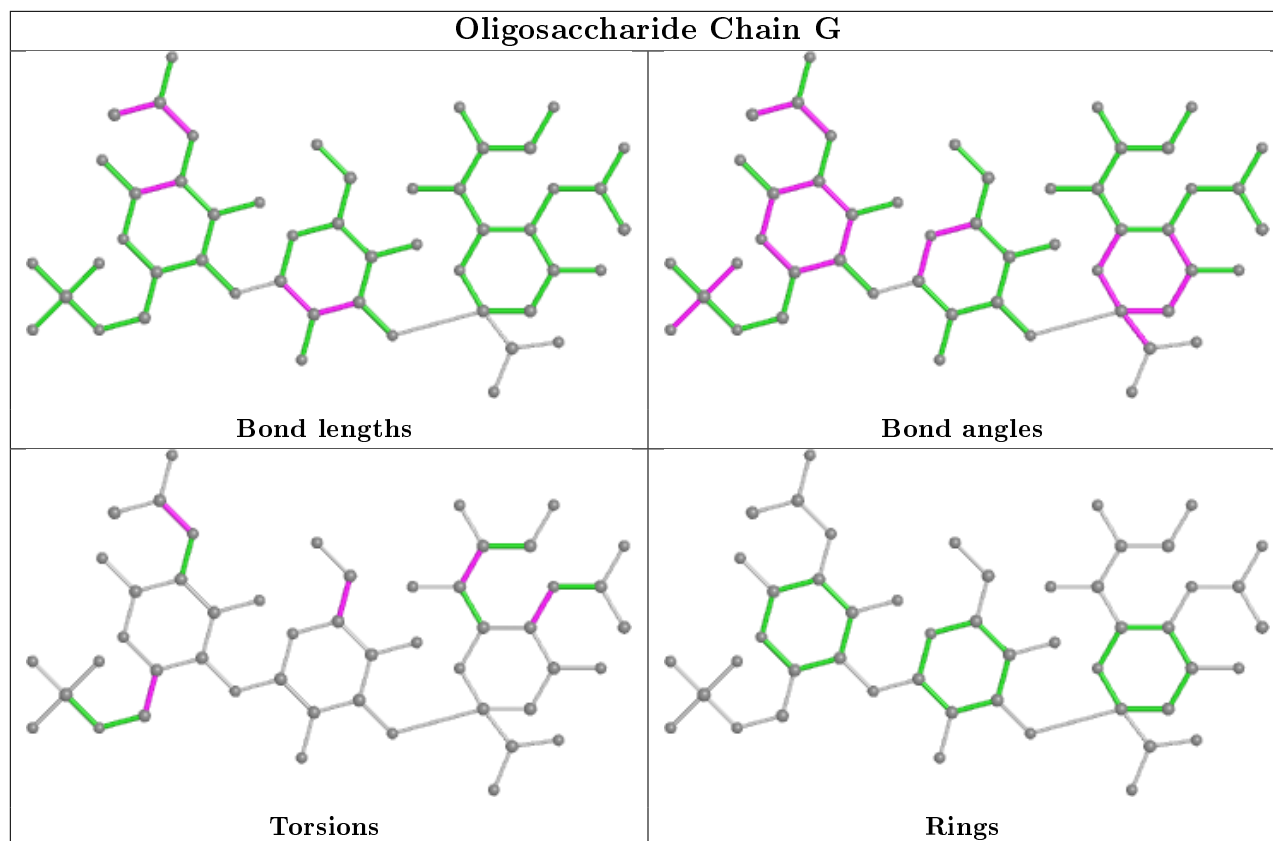 Oligosaccharide Chain G
Bond lengths
Bond angles
Torsions
Rings